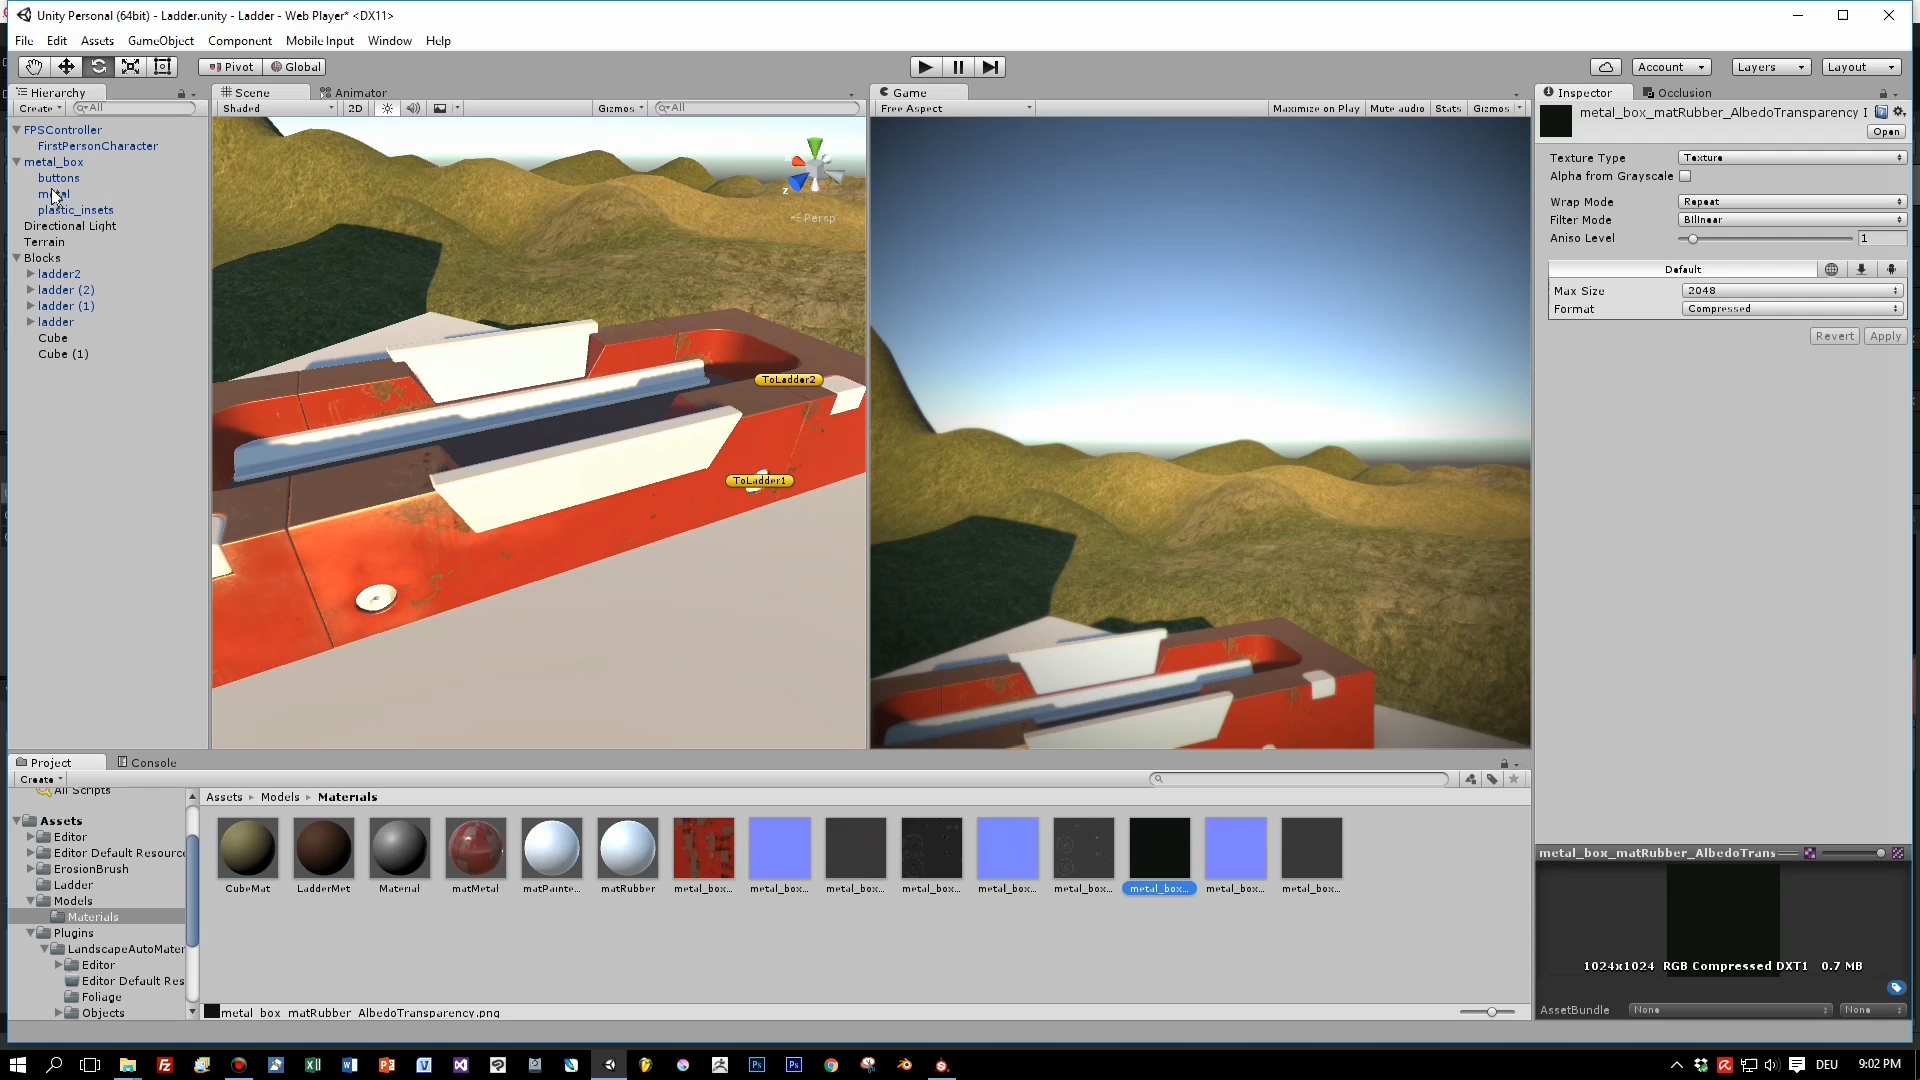 Unity Personal (64bit) - Ladder.unity - Ladder - Web Player* <DX11>
File Edit Assets GameObject Component Mobile Input Window Help
Pivot Global Account Layers Layout
Hierarchy
Create All
FPSController
FirstPersonCharacter
metal_box
buttons
plastic_insets
Directional Light
Terrain
Blocks
ladder2
ladder (2)
ladder (1)
ladder
Cube
Cube (1)
Scene Animator
Shaded 2D Gizmos All
Z
Persp
ToLadder2
ToLadder1
Game
Free Aspect Maximize on Play Mute audio Stats Gizmos
Inspector Occlusion
metal_box_matRubber_AlbedoTransparency I
Open
Texture Type Texture
Alpha from Grayscale
Wrap Mode Repeat
Filter Mode Bilinear
Aniso Level 1
Default
Max Size 2048
Format Compressed
Revert Apply
Project Console
Create
All Scripts
Assets
Editor
Editor Default Resource
ErosionBrush
Ladder
Models
Materials
Plugins
LandscapeAutoMater
Editor
Editor Default Res
Foliage
Objects
Assets Models Materials
CubeMat LadderMet Material matMetal matPainte... matRubber metal_box... metal_box... metal_box... metal_box... metal_box... metal_box... metal_box... metal_box... metal_box...
metal_box_matRubber_AlbedoTransparency.png
metal_box_matRubber_AlbedoTrans
1024x1024 RGB Compressed DXT1 0.7 MB
AssetBundle None None
DEU 9:02 PM